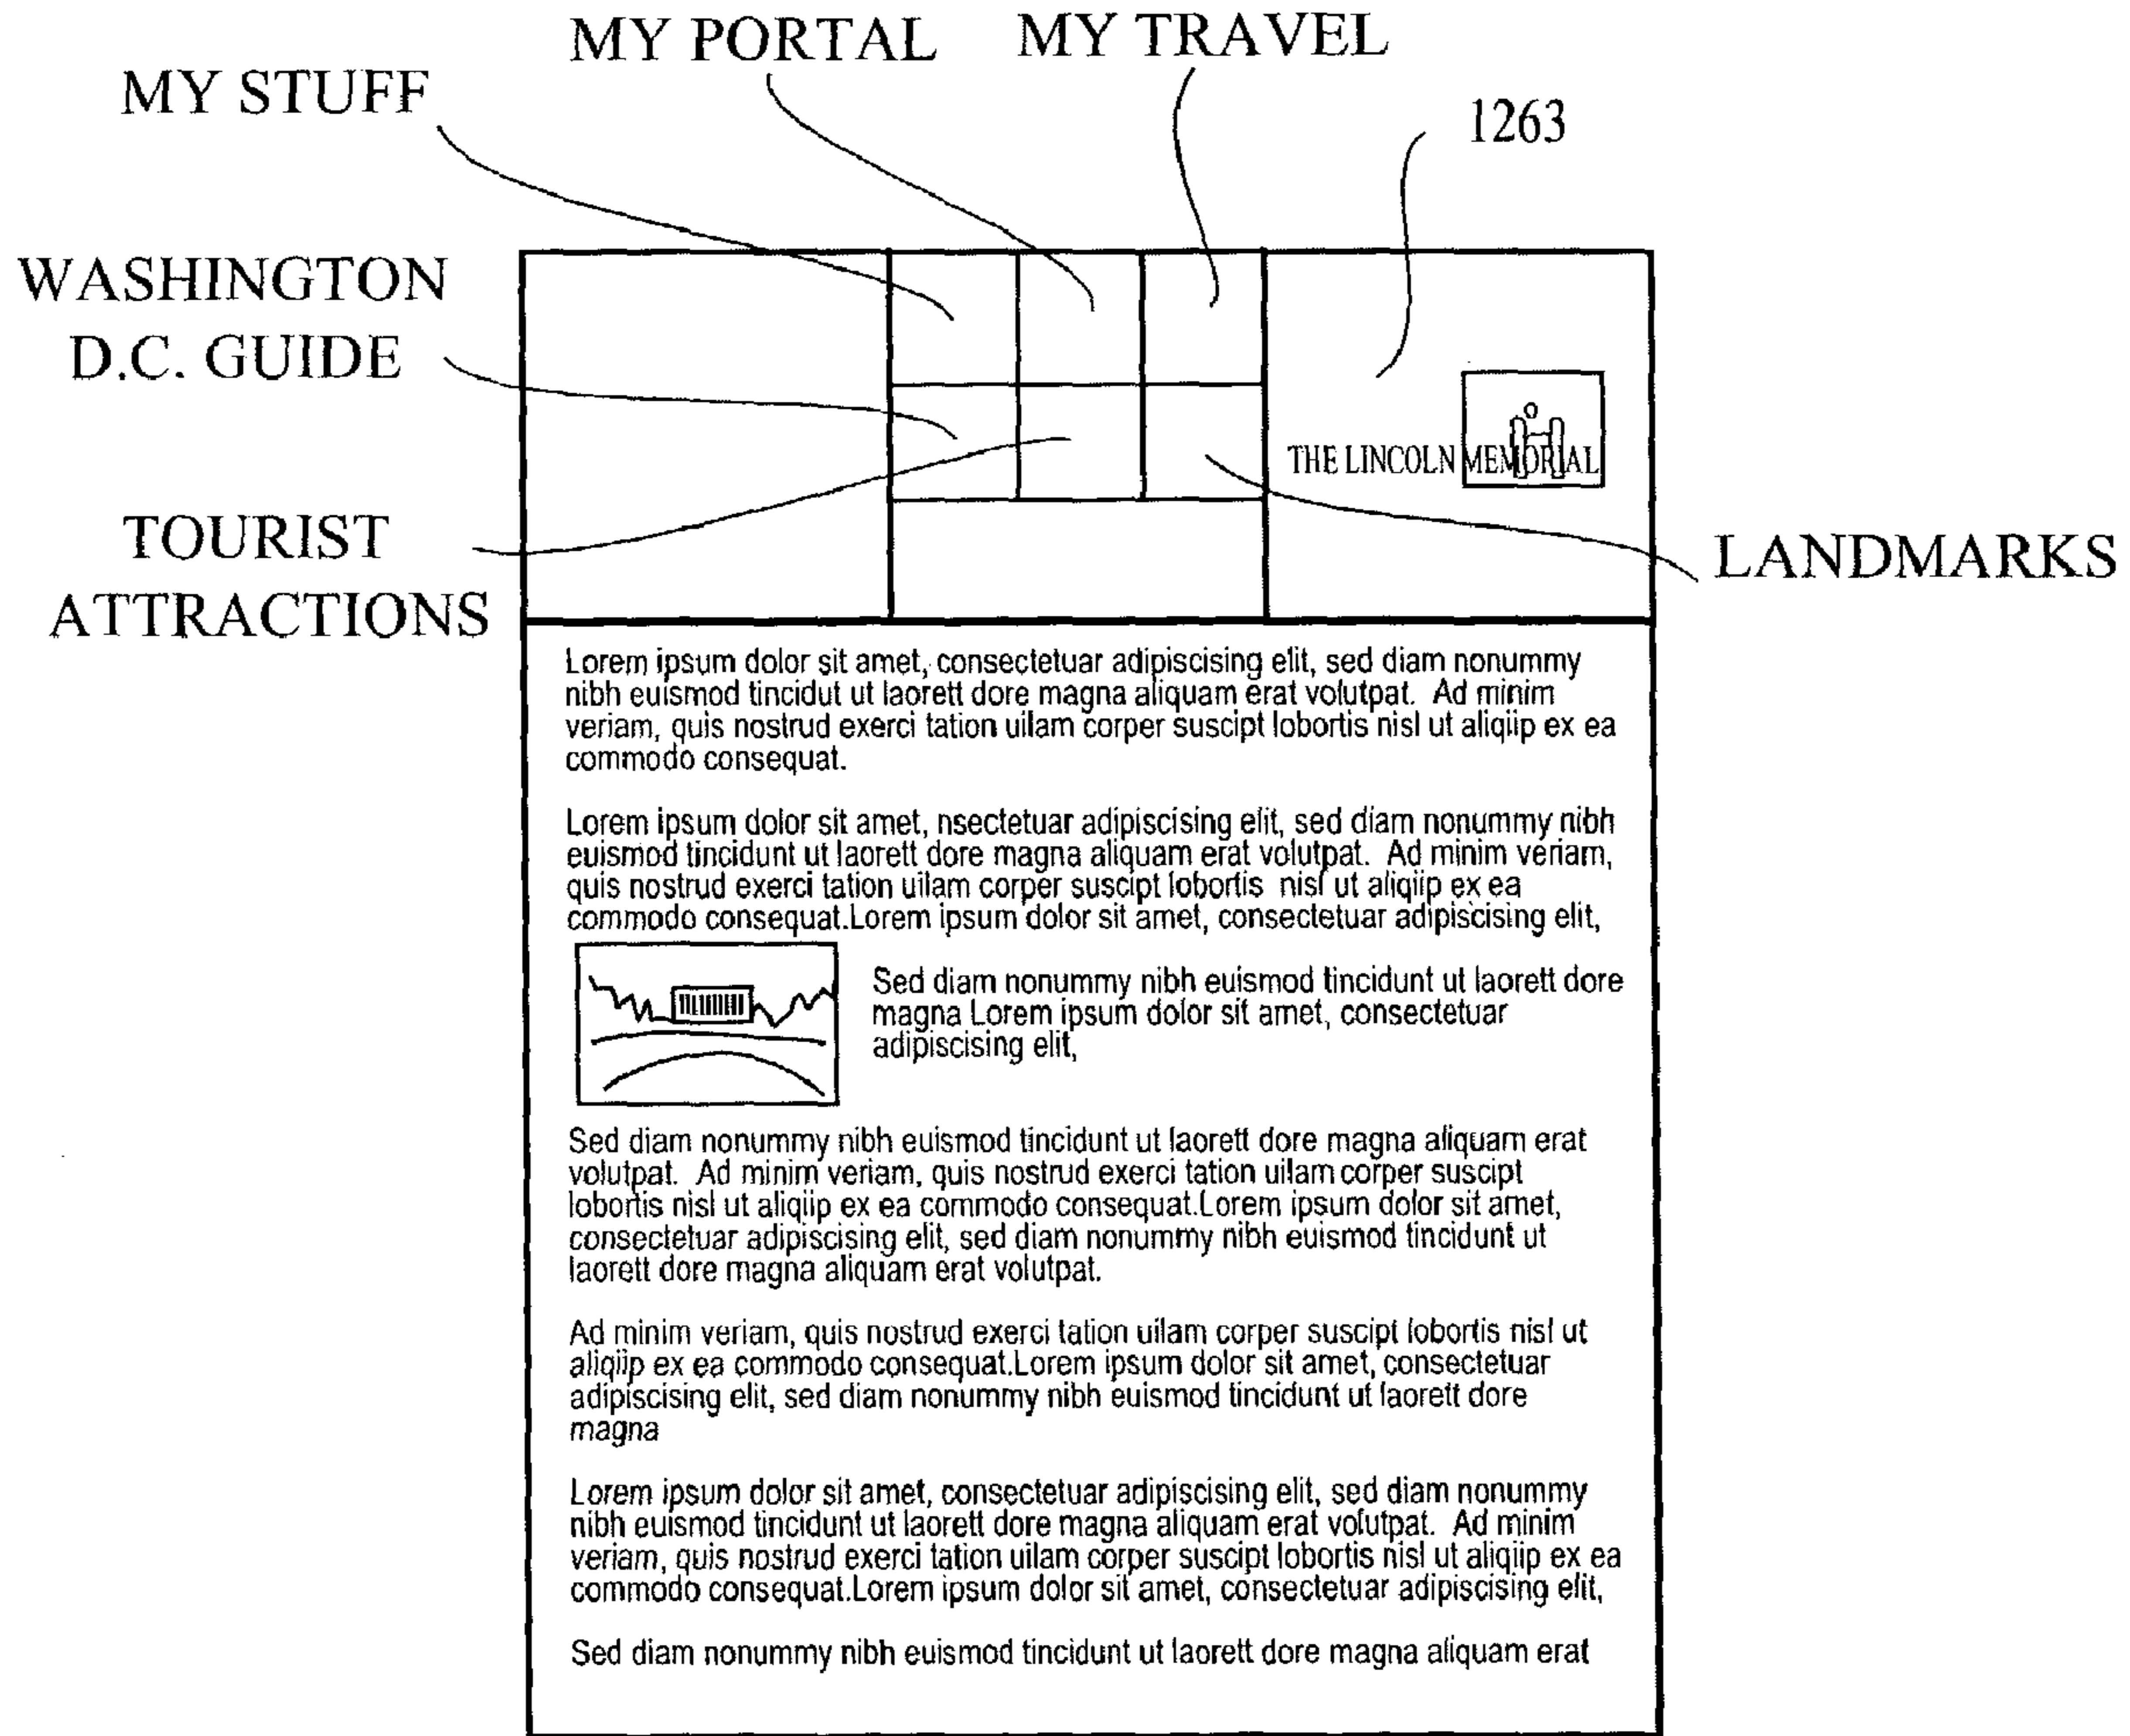 MY PORTAL
MY TRAVEL
MY STUFF
1263
WASHINGTON
D.C. GUIDE
THE LINCOLN MEMORIAL
TOURIST
ATTRACTIONS
LANDMARKS
Lorem ipsum dolor sit amet, consectetuar adipiscising elit, sed diam nonummy
nibh euismod tincidut ut laorett dore magna aliquam erat volutpat. Ad minim
veriam, quis nostrud exerci tation uilam corper suscipt lobortis nisl ut aliqiip ex ea
commodo consequat.
Lorem ipsum dolor sit amet, nsectetuar adipiscising elit, sed diam nonummy nibh
euismod tincidunt ut laorett dore magna aliquam erat volutpat. Ad minim veriam,
quis nostrud exerci tation uilam corper suscipt lobortis nisl ut aliqiip ex ea
commodo consequat.Lorem ipsum dolor sit amet, consectetuar adipiscising elit,
Sed diam nonummy nibh euismod tincidunt ut laorett dore
magna Lorem ipsum dolor sit amet, consectetuar
adipiscising elit,
Sed diam nonummy nibh euismod tincidunt ut laorett dore magna aliquam erat
volutpat. Ad minim veriam, quis nostrud exerci tation uilam corper suscipt
lobortis nisl ut aliqiip ex ea commodo consequat.Lorem ipsum dolor sit amet,
consectetuar adipiscising elit, sed diam nonummy nibh euismod tincidunt ut
laorett dore magna aliquam erat volutpat.
Ad minim veriam, quis nostrud exerci tation uilam corper suscipt lobortis nisl ut
aliqiip ex ea commodo consequat.Lorem ipsum dolor sit amet, consectetuar
adipiscising elit, sed diam nonummy nibh euismod tincidunt ut laorett dore
magna
Lorem ipsum dolor sit amet, consectetuar adipiscising elit, sed diam nonummy
nibh euismod tincidunt ut laorett dore magna aliquam erat volutpat. Ad minim
veriam, quis nostrud exerci tation uilam corper suscipt lobortis nisl ut aliqiip ex ea
commodo consequat.Lorem ipsum dolor sit amet, consectetuar adipiscising elit,
Sed diam nonummy nibh euismod tincidunt ut laorett dore magna aliquam erat